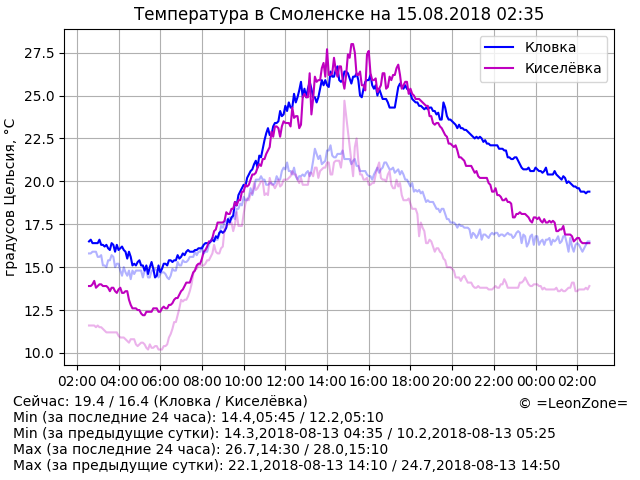 Температура в Смоленске на 15.08.2018 02:35
Кловка
Киселёвка
градусов Цельсия, °C
27.5
25.0
22.5
20.0
17.5
15.0
12.5
10.0
02:00 04:00 06:00 08:00 10:00 12:00 14:00 16:00 18:00 20:00 22:00 00:00 02:00
Сейчас: 19.4 / 16.4 (Кловка / Киселёвка)
© =LeonZone=
Min (за последние 24 часа): 14.4,05:45 / 12.2,05:10
Min (за предыдущие сутки): 14.3,2018-08-13 04:35 / 10.2,2018-08-13 05:25
Max (за последние 24 часа): 26.7,14:30 / 28.0,15:10
Max (за предыдущие сутки): 22.1,2018-08-13 14:10 / 24.7,2018-08-13 14:50